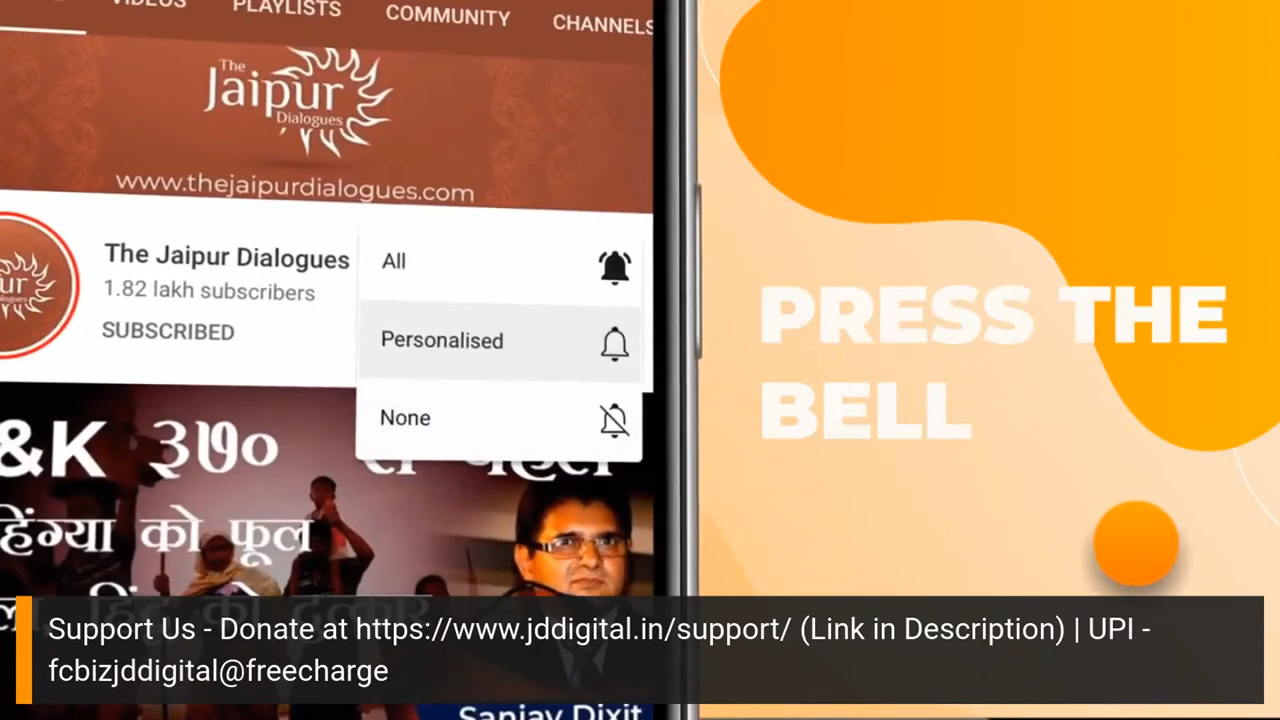 VIDEOS
PLAYLISTS
COMMUNITY
CHANNELS
The
Jaipur
Dialogues
www.thejaipurdialogues.com
The Jaipur Dialogues
1.82 lakh subscribers
SUBSCRIBED
All
Personalised
None
&K ३७० से पहले
को फूल
हिंदू को दुत्कार
Sanjay Dixit
PRESS THE
BELL
Support Us - Donate at https://www.jddigital.in/support/ (Link in Description) | UPI -
fcbizjddigital@freecharge